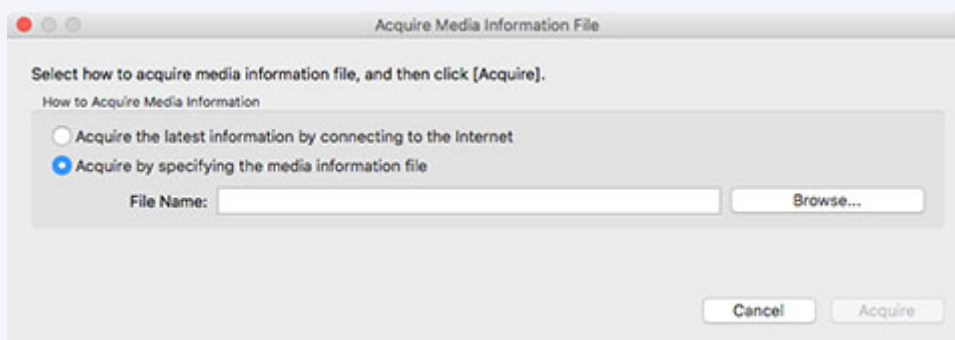 Acquire Media Information File
Select how to acquire media information file, and then click [Acquire].
How to Acquire Media Information
Acquire the latest information by connecting to the Internet
Acquire by specifying the media information file
File Name:
Browse...
Cancel
Acquire